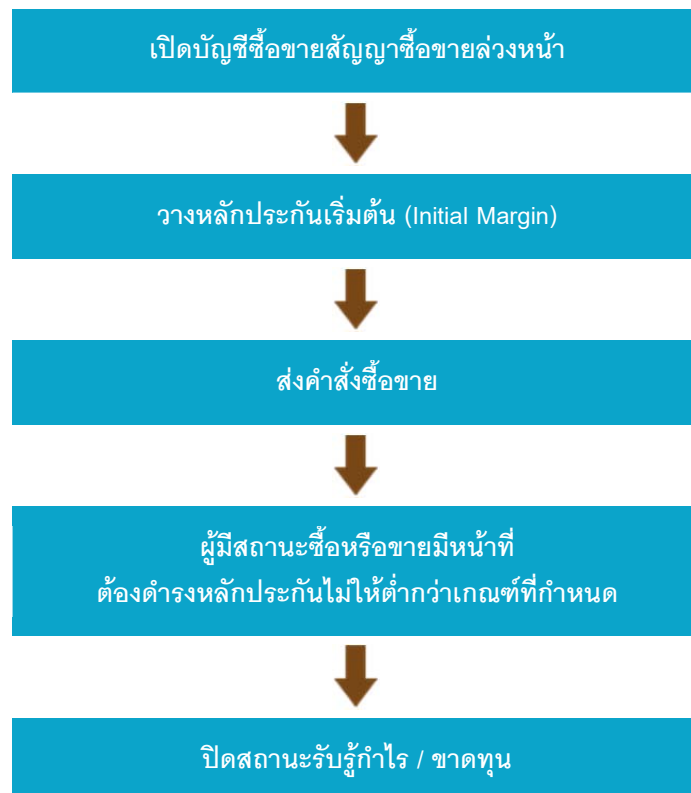 เปิดบัญชีซื้อขายสัญญาซื้อขายล่วงหน้า
วางหลักประกันเริ่มต้น (Initial Margin)
ส่งคำสั่งซื้อขาย
ผู้มีสถานะซื้อหรือขายมีหน้าที่
ต้องดำรงหลักประกันไม่ให้ต่ำกว่าเกณฑ์ที่กำหนด
ปิดสถานะรับรู้กำไร / ขาดทุน